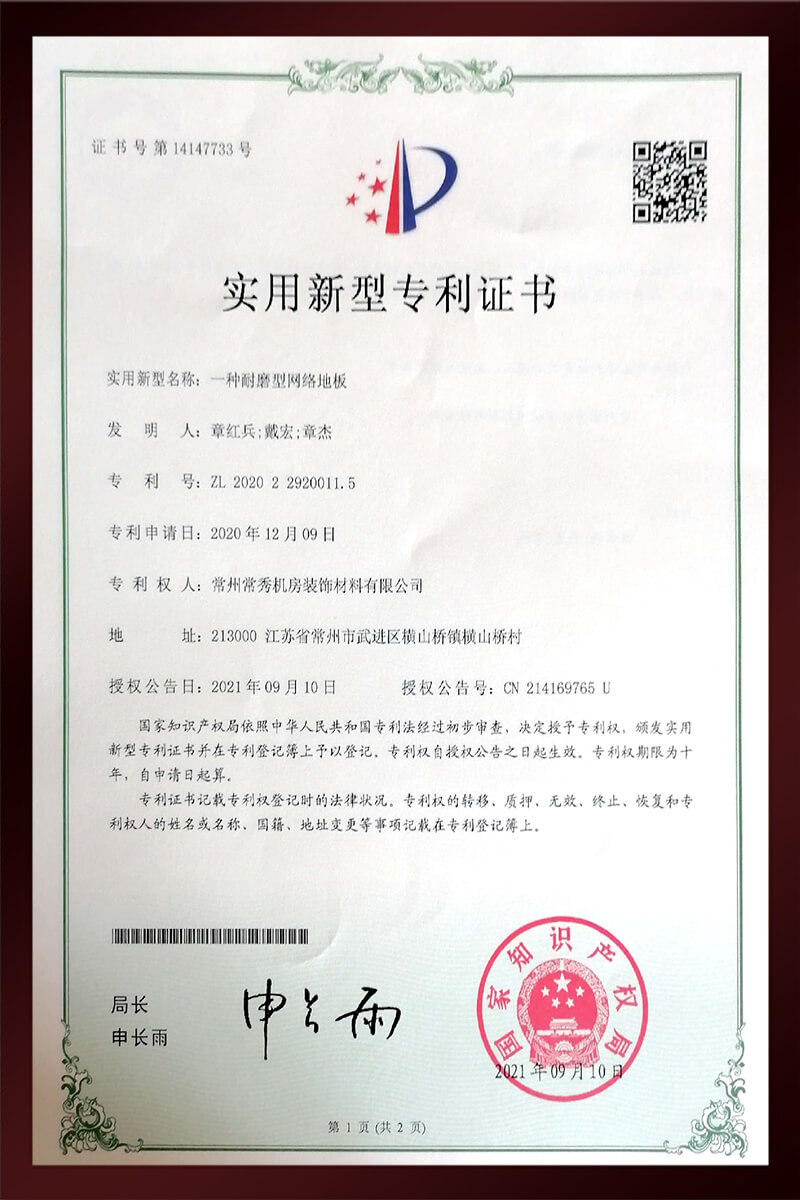 证书号第14147733号
实用新型专利证书
实用新型名称：一种耐磨型网络地板
发明人：章红兵;戴宏;章杰
专利号：ZL 2020 2 2920011.5
专利申请日：2020年12月09日
专利权人：常州常秀机房装饰材料有限公司
地址：213000 江苏省常州市武进区横山桥镇横山桥村
授权公告日：2021年09月10日 授权公告号：CN 214169765 U
国家知识产权局依照中华人民共和国专利法经过初步审查，决定授予专利权，颁发实用
新型专利证书并在专利登记簿上予以登记。专利权自授权公告之日起生效。专利权期限为十
年，自申请日起算。
专利证书记载专利权登记时的法律状况。专利权的转移、质押、无效、终止、恢复和专
利权人的姓名或名称、国籍、地址变更等事项记载在专利登记簿上。
局长
申长雨
申长雨
国家知识产权局
2021年09月10日
第 1 页 (共 2 页)